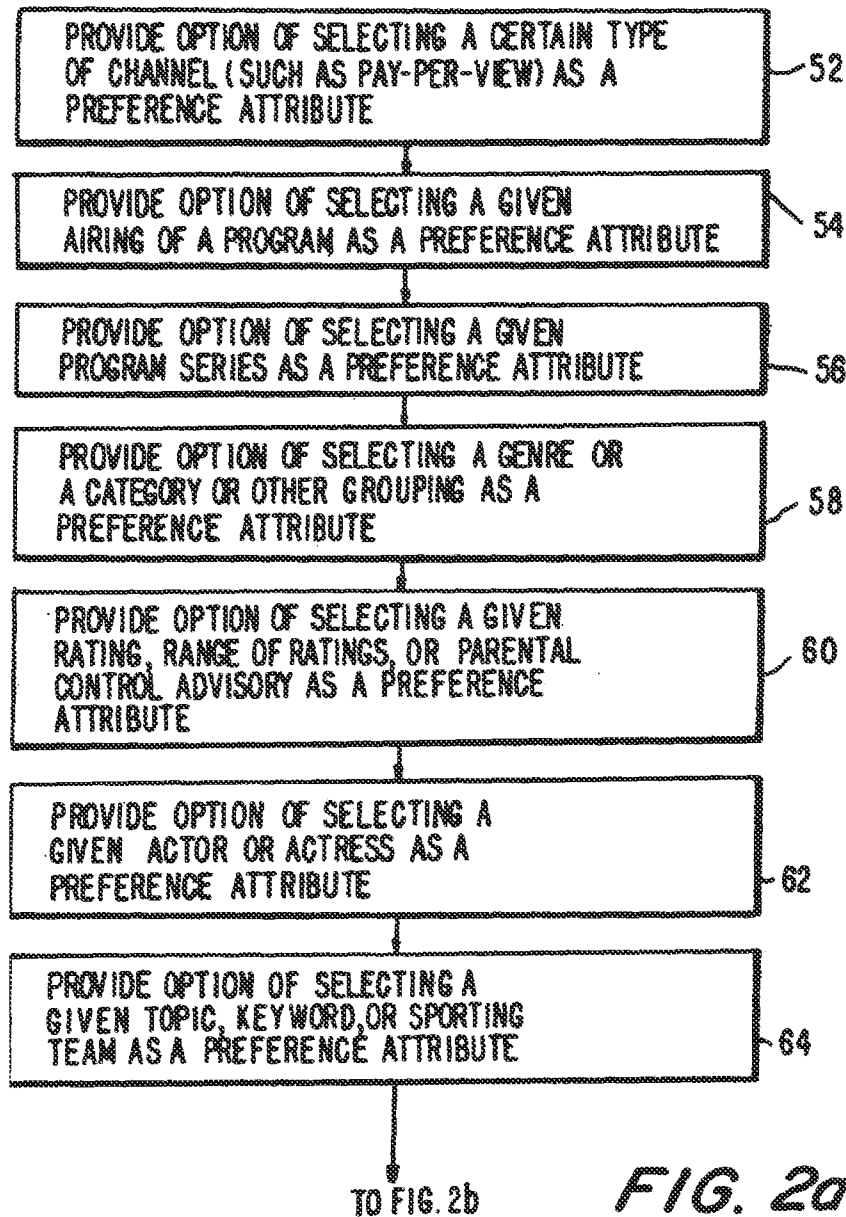 PROVIDE OPTION OF SELECTING A CERTAIN TYPE
OF CHANNEL (SUCH AS PAY-PER-VIEW) AS A
PREFERENCE ATTRIBUTE
52
PROVIDE OPTION OF SELECTING A GIVEN
AIRING OF A PROGRAM AS A PREFERENCE ATTRIBUTE
54
PROVIDE OPTION OF SELECTING A GIVEN
PROGRAM SERIES AS A PREFERENCE ATTRIBUTE
56
PROVIDE OPTION OF SELECTING A GENRE OR
A CATEGORY OR OTHER GROUPING AS A
PREFERENCE ATTRIBUTE
58
PROVIDE OPTION OF SELECTING A GIVEN
RATING, RANGE OF RATINGS, OR PARENTAL
CONTROL ADVISORY AS A PREFERENCE
ATTRIBUTE
60
PROVIDE OPTION OF SELECTING A
GIVEN ACTOR OR ACTRESS AS A
PREFERENCE ATTRIBUTE
62
PROVIDE OPTION OF SELECTING A
GIVEN TOPIC, KEYWORD, OR SPORTING
TEAM AS A PREFERENCE ATTRIBUTE
64
TO FIG. 2b
FIG. 2a